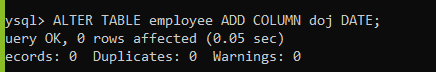 ysql> ALTER TABLE employee ADD COLUMN doj DATE;
uery OK, 0 rows affected (0.05 sec)
ecords: 0  Duplicates: 0  Warnings: 0